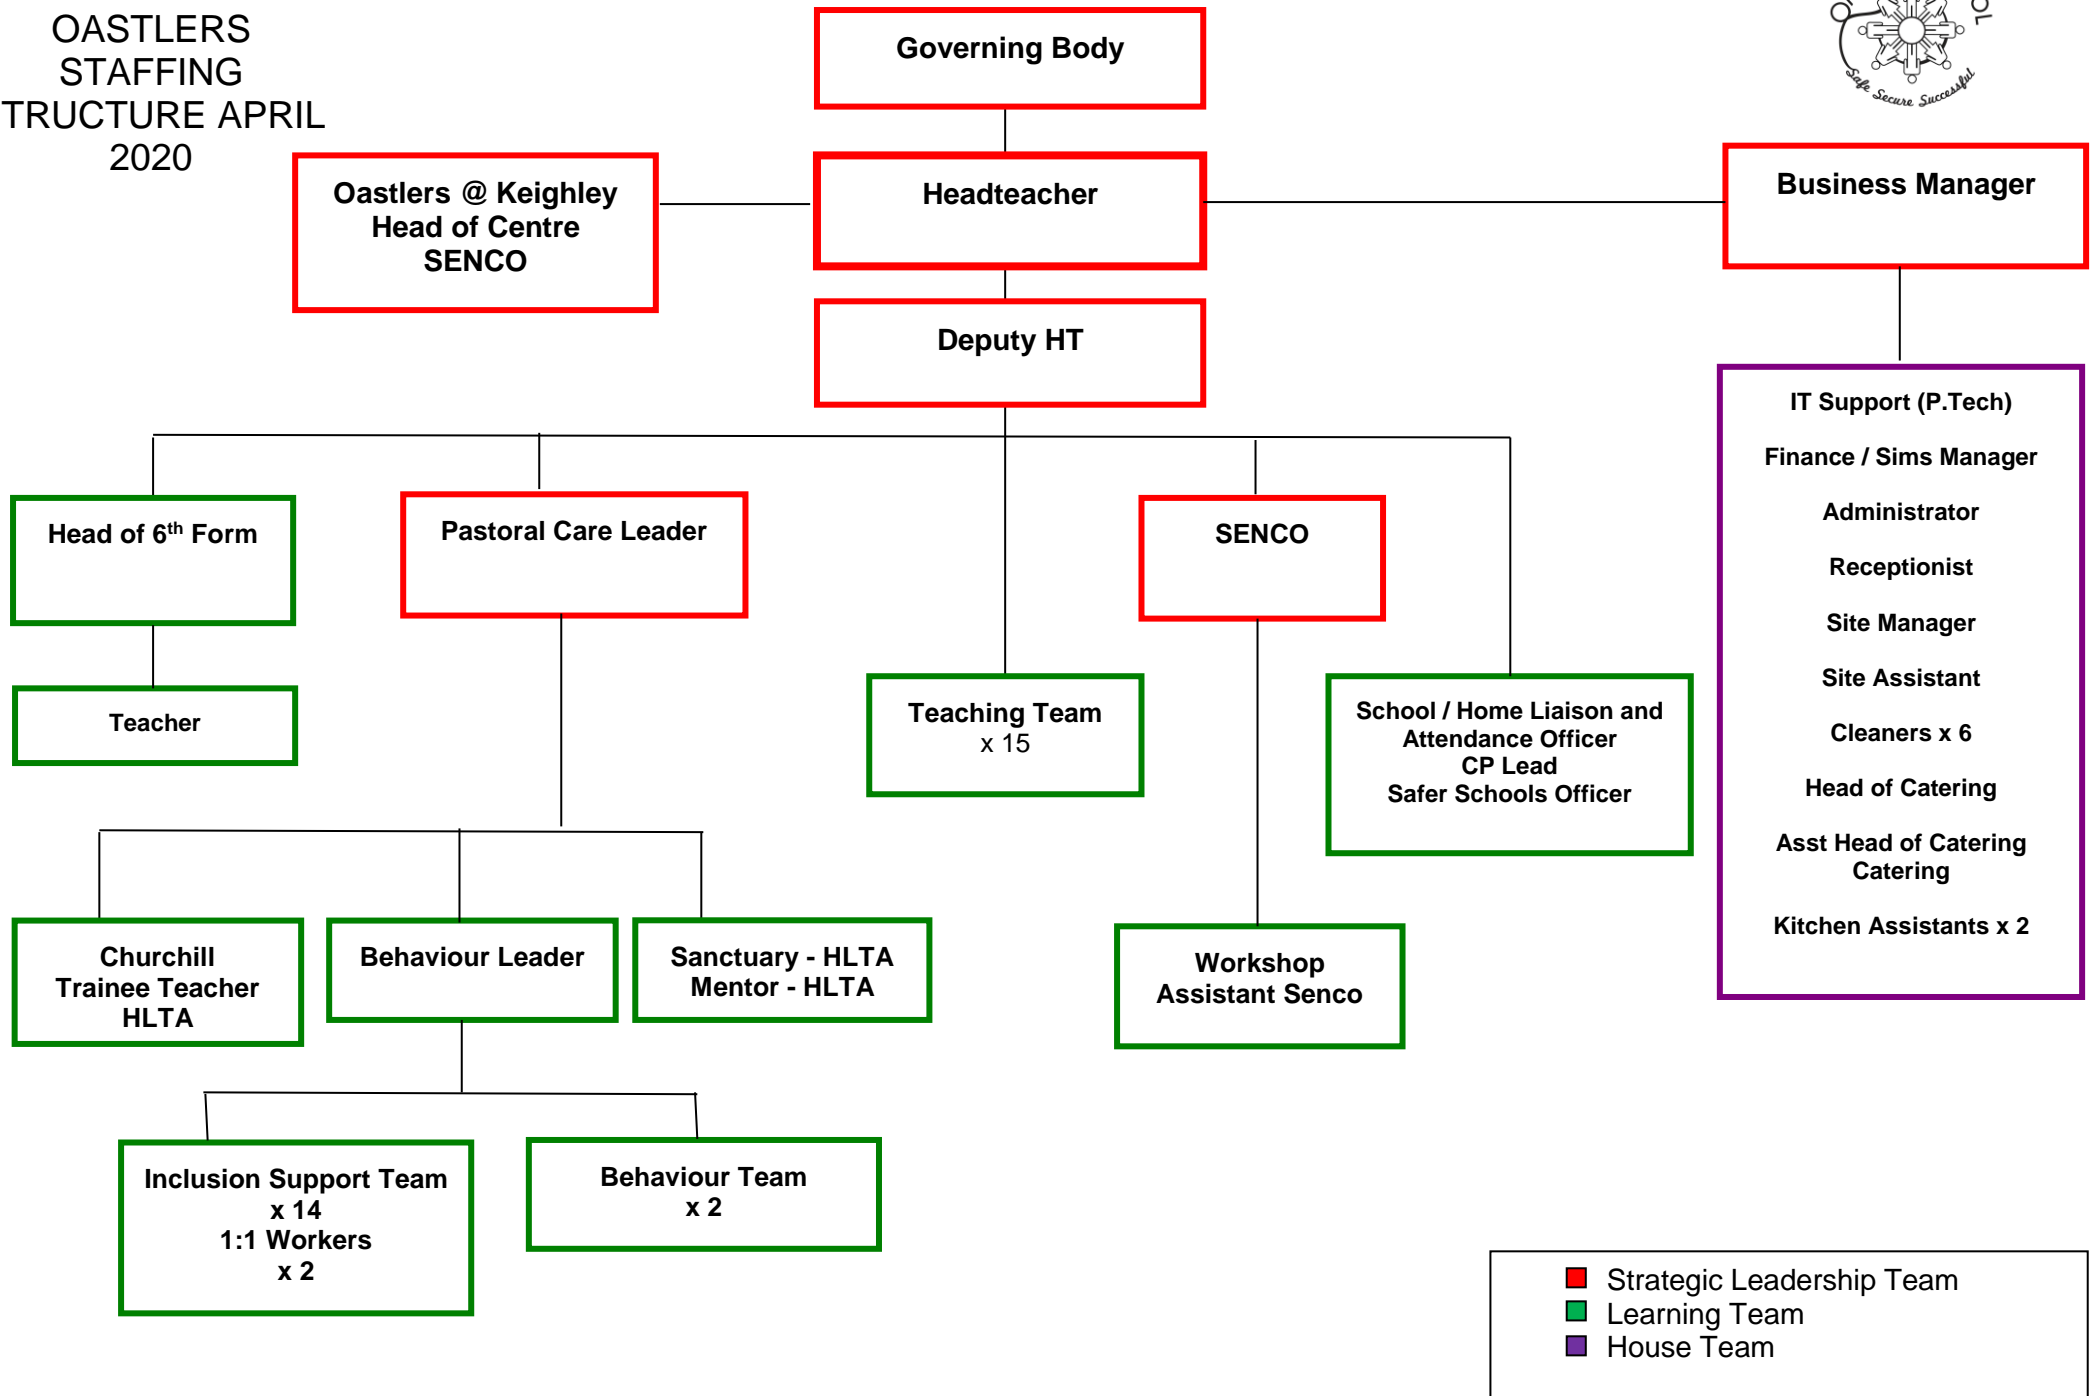 OASTLERS
STAFFING
TRUCTURE APRIL
2020
Safe Secure Successful
Governing Body
Oastlers @ Keighley
Head of Centre
SENCO
Headteacher
Business Manager
Deputy HT
IT Support (P.Tech)
Finance / Sims Manager
Administrator
Receptionist
Site Manager
Site Assistant
Cleaners x 6
Head of Catering
Asst Head of Catering
Catering
Kitchen Assistants x 2
Head of 6th Form
Pastoral Care Leader
SENCO
Teacher
Teaching Team
x 15
School / Home Liaison and
Attendance Officer
CP Lead
Safer Schools Officer
Churchill
Trainee Teacher
HLTA
Behaviour Leader
Sanctuary - HLTA
Mentor - HLTA
Workshop
Assistant Senco
Inclusion Support Team
x 14
1:1 Workers
x 2
Behaviour Team
x 2
Strategic Leadership Team
Learning Team
House Team